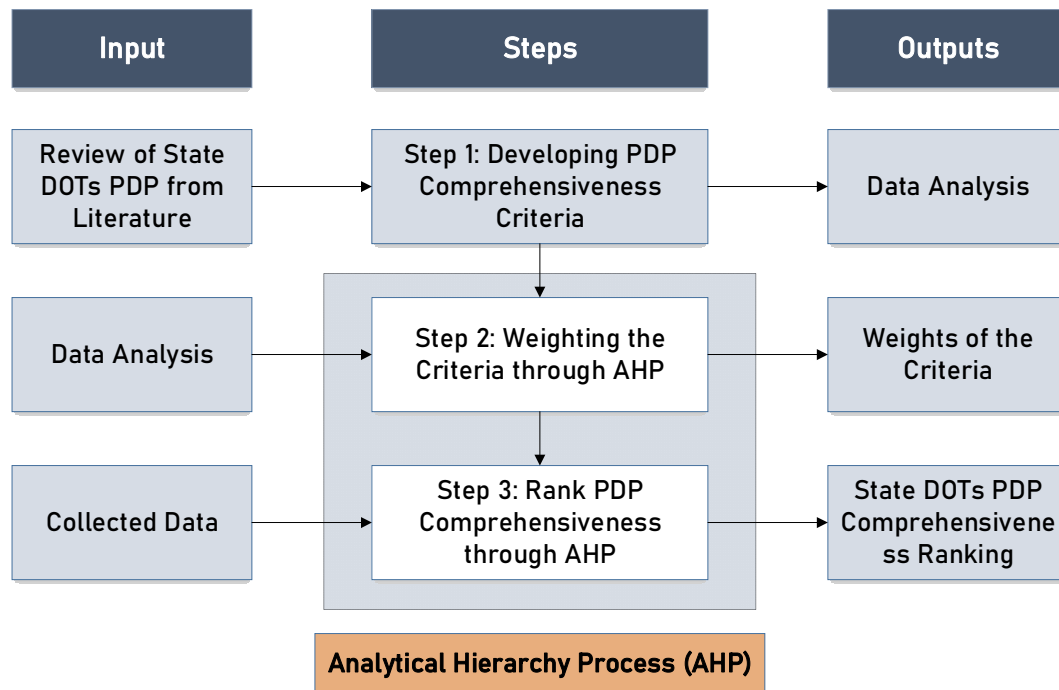 Input
Steps
Outputs
Review of State
DOTs PDP from
Literature
Step 1: Developing PDP
Comprehensiveness
Criteria
Data Analysis
Data Analysis
Step 2: Weighting the
Criteria through AHP
Weights of the
Criteria
Collected Data
Step 3: Rank PDP
Comprehensiveness
through AHP
State DOTs PDP
Comprehensivene
ss Ranking
Analytical Hierarchy Process (AHP)